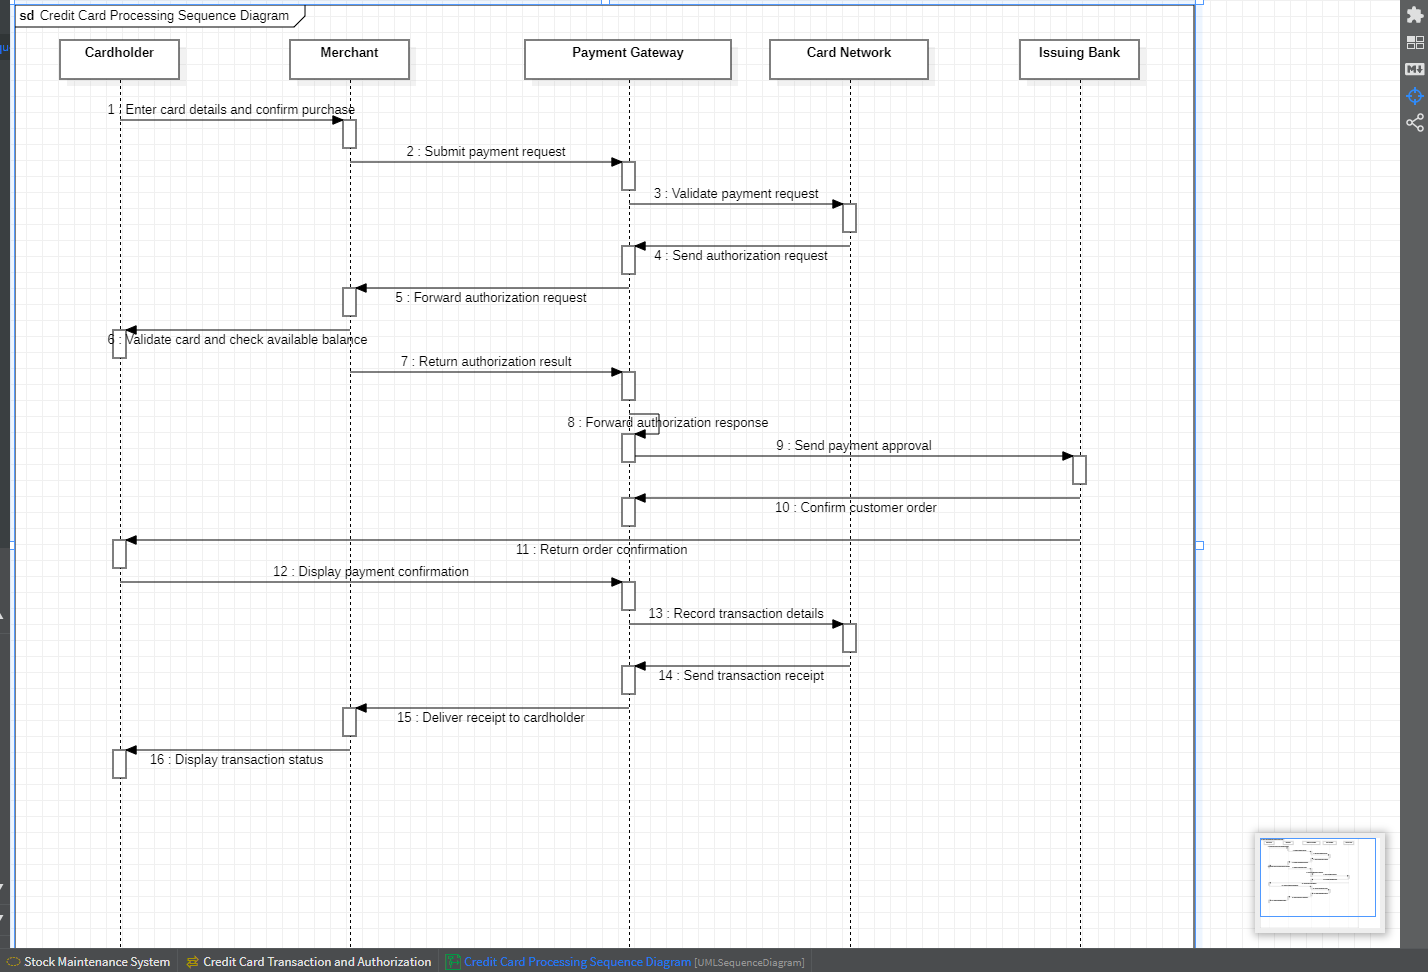 sd Credit Card Processing Sequence Diagram
Cardholder
Merchant
Payment Gateway
Card Network
Issuing Bank
1 : Enter card details and confirm purchase
2 : Submit payment request
3 : Validate payment request
4 : Send authorization request
5 : Forward authorization request
6 : Validate card and check available balance
7 : Return authorization result
8 : Forward authorization response
9 : Send payment approval
10 : Confirm customer order
11 : Return order confirmation
12 : Display payment confirmation
13 : Record transaction details
14 : Send transaction receipt
15 : Deliver receipt to cardholder
16 : Display transaction status
Stock Maintenance System
Credit Card Transaction and Authorization
Credit Card Processing Sequence Diagram [UMLSequenceDiagram]